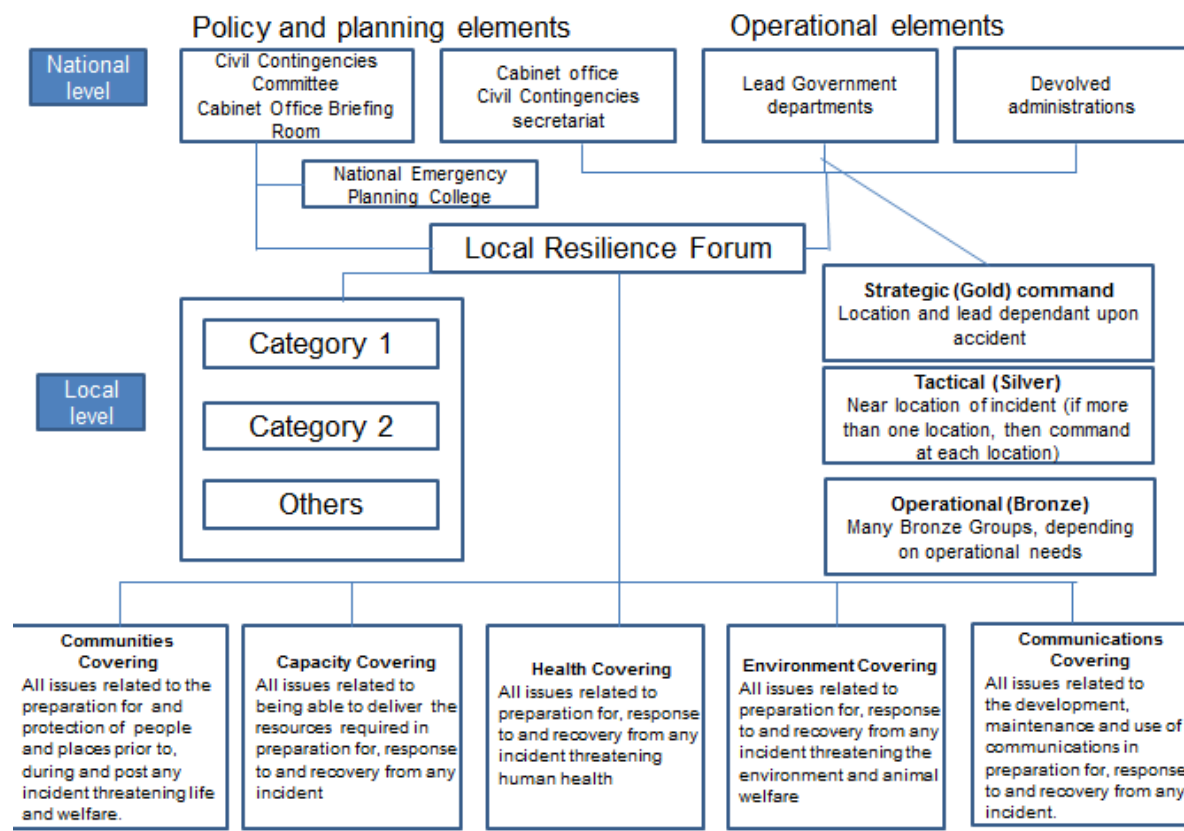 Policy and planning elements
Operational elements
National
level
Civil Contingencies
Committee
Cabinet Office Briefing
Room
Cabinet office
Civil Contingencies
secretariat
Lead Government
departments
Devolved
administrations
National Emergency
Planning College
Local Resilience Forum
Strategic (Gold) command
Location and lead dependant upon
accident
Category 1
Tactical (Silver)
Near location of incident (if more
than one location, then command
at each location)
Local
level
Category 2
Others
Operational (Bronze)
Many Bronze Groups, depending
on operational needs
Communities
Covering
All issues related to the
preparation for and
protection of people
and places prior to,
during and post any
incident threatening life
and welfare.
Capacity Covering
All issues related to
being able to deliver the
resources required in
preparation for, response
to and recovery from any
incident
Health Covering
All issues related to
preparation for, response
to and recovery from any
incident threatening
human health
Environment Covering
All issues related to
preparation for, response
to and recovery from any
incident threatening the
environment and animal
welfare
Communications
Covering
All issues related to
the development,
maintenance and use of
communications in
preparation for, response
to and recovery from any
incident.